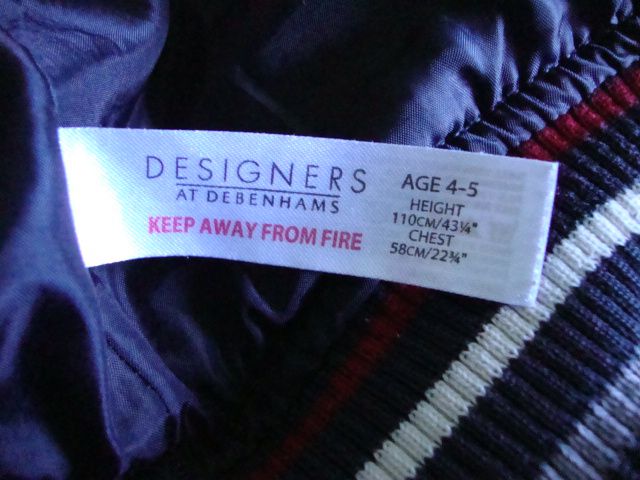 DESIGNERS
AT DEBENHAMS
KEEP AWAY FROM FIRE
AGE 4-5
HEIGHT
110CM/43¼"
CHEST
58CM/22¾"